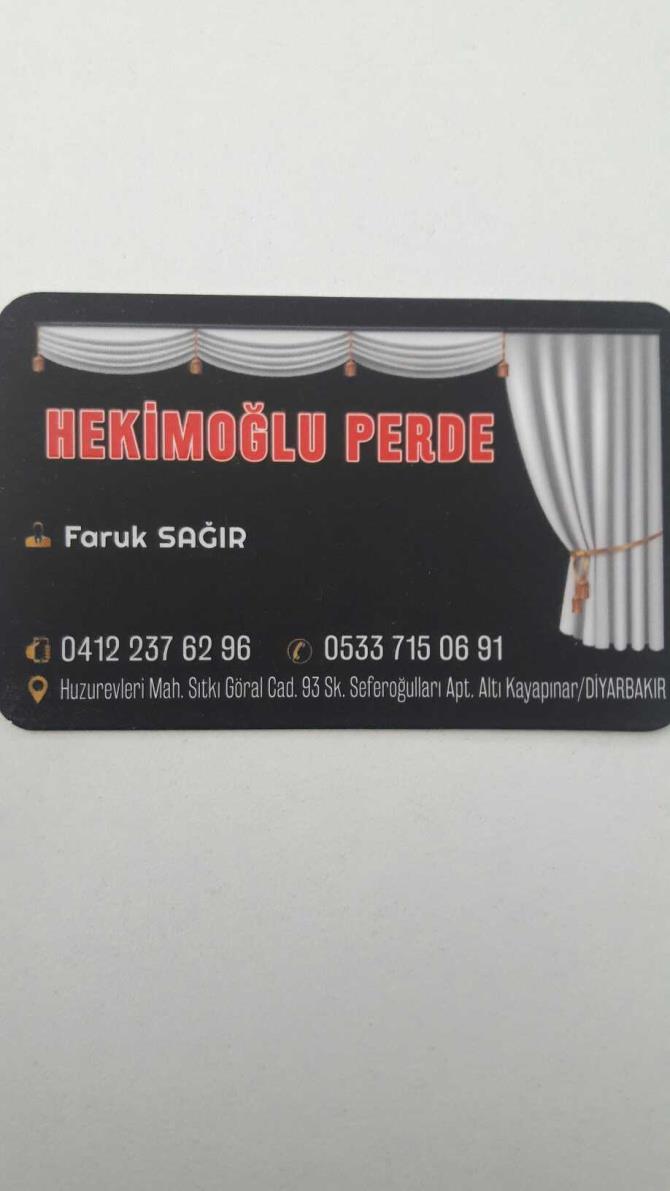 HEKİMOĞLU PERDE
Faruk SAĞIR
0412 237 62 96 0533 715 06 91
Huzurevleri Mah. Sıtkı Göral Cad. 93 Sk. Seferoğulları Apt. Altı Kayapınar/DİYARBAKIR